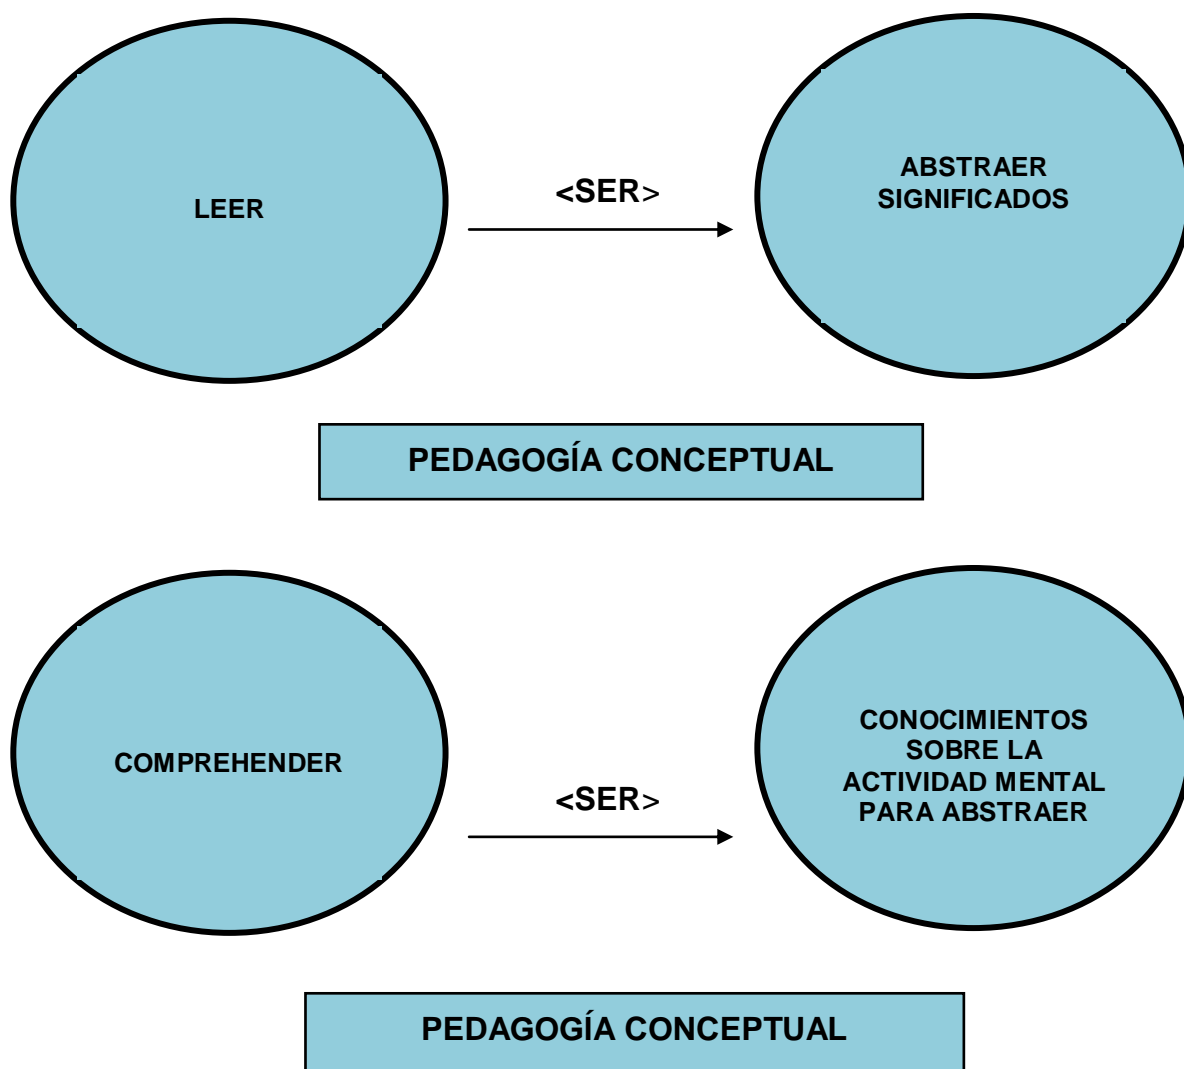 LEER
<SER>
ABSTRAER
SIGNIFICADOS
PEDAGOGÍA CONCEPTUAL
COMPREHENDER
<SER>
CONOCIMIENTOS
SOBRE LA
ACTIVIDAD MENTAL
PARA ABSTRAER
PEDAGOGÍA CONCEPTUAL